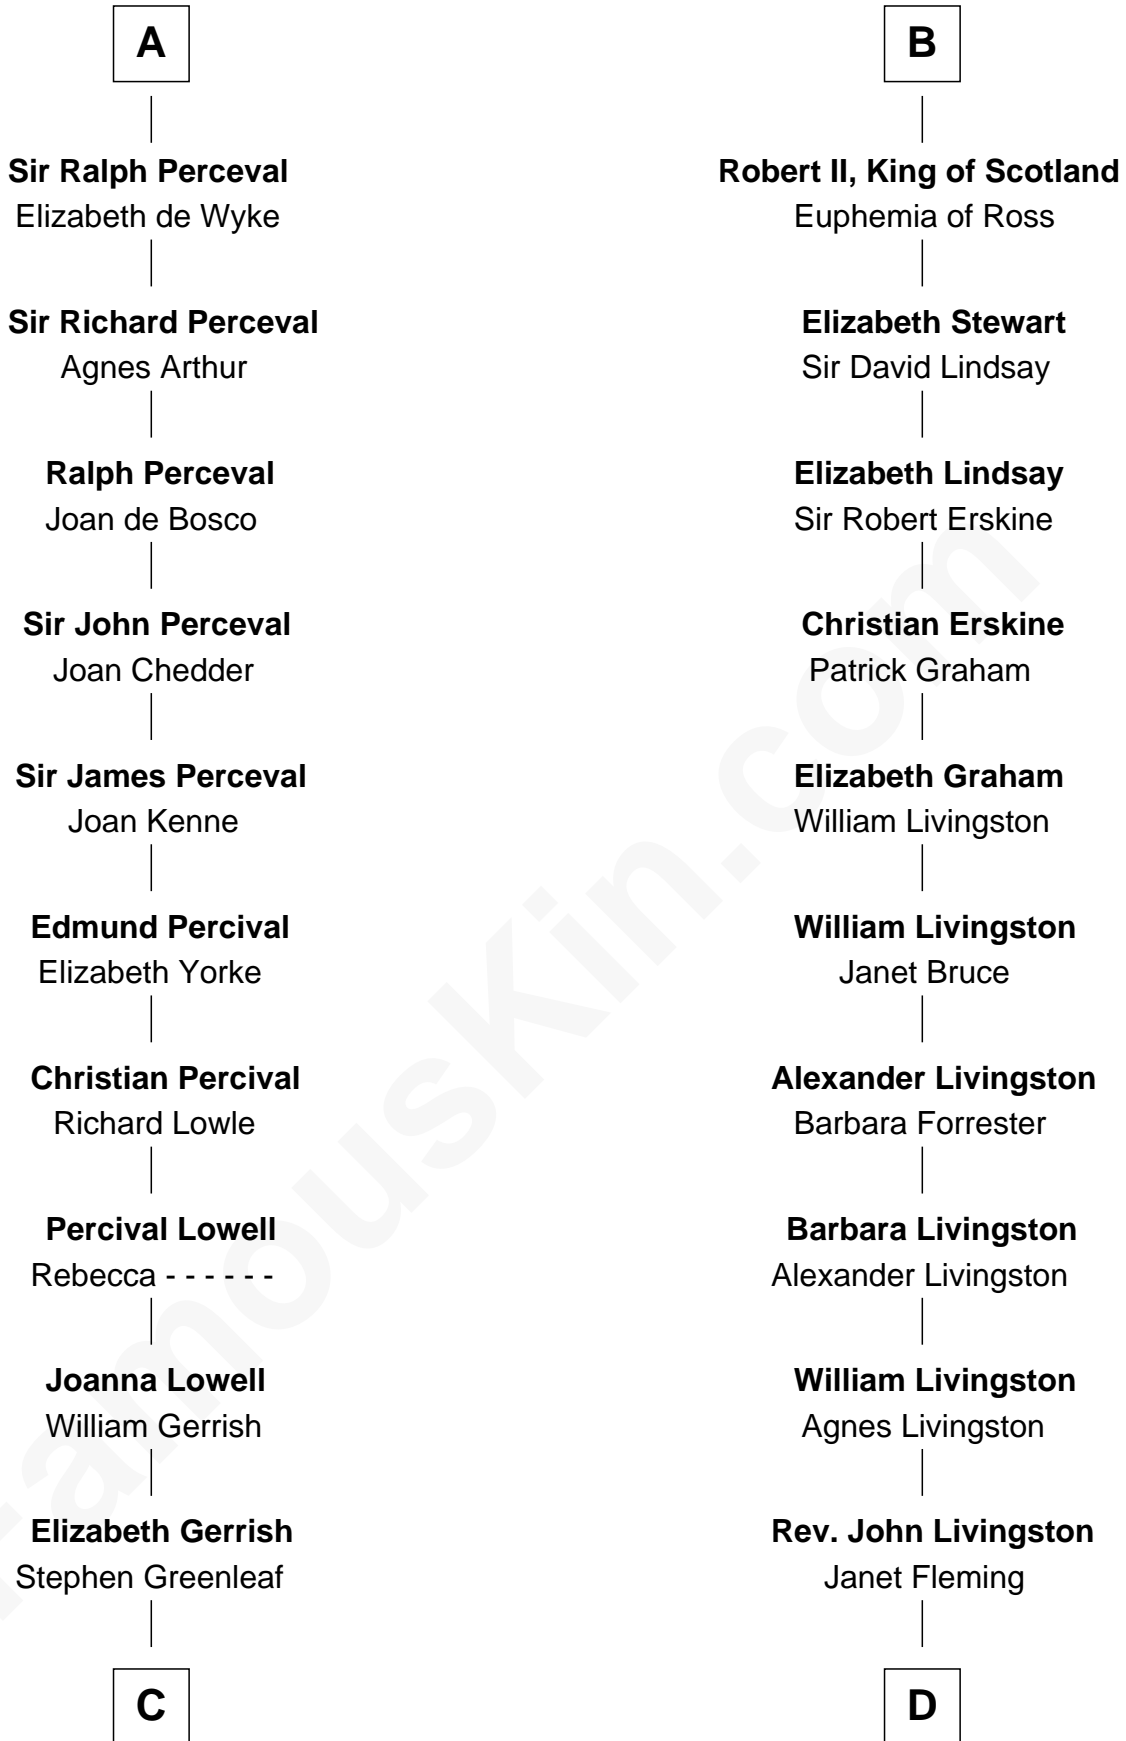 A
Sir Ralph Perceval
Elizabeth de Wyke
Sir Richard Perceval
Agnes Arthur
Ralph Perceval
Joan de Bosco
Sir John Perceval
Joan Chedder
Sir James Perceval
Joan Kenne
Edmund Percival
Elizabeth Yorke
Christian Percival
Richard Lowle
Percival Lowell
Rebecca - - - - - -
Joanna Lowell
William Gerrish
Elizabeth Gerrish
Stephen Greenleaf
C
B
Robert II, King of Scotland
Euphemia of Ross
Elizabeth Stewart
Sir David Lindsay
Elizabeth Lindsay
Sir Robert Erskine
Christian Erskine
Patrick Graham
Elizabeth Graham
William Livingston
William Livingston
Janet Bruce
Alexander Livingston
Barbara Forrester
Barbara Livingston
Alexander Livingston
William Livingston
Agnes Livingston
Rev. John Livingston
Janet Fleming
D
FamousKin.com